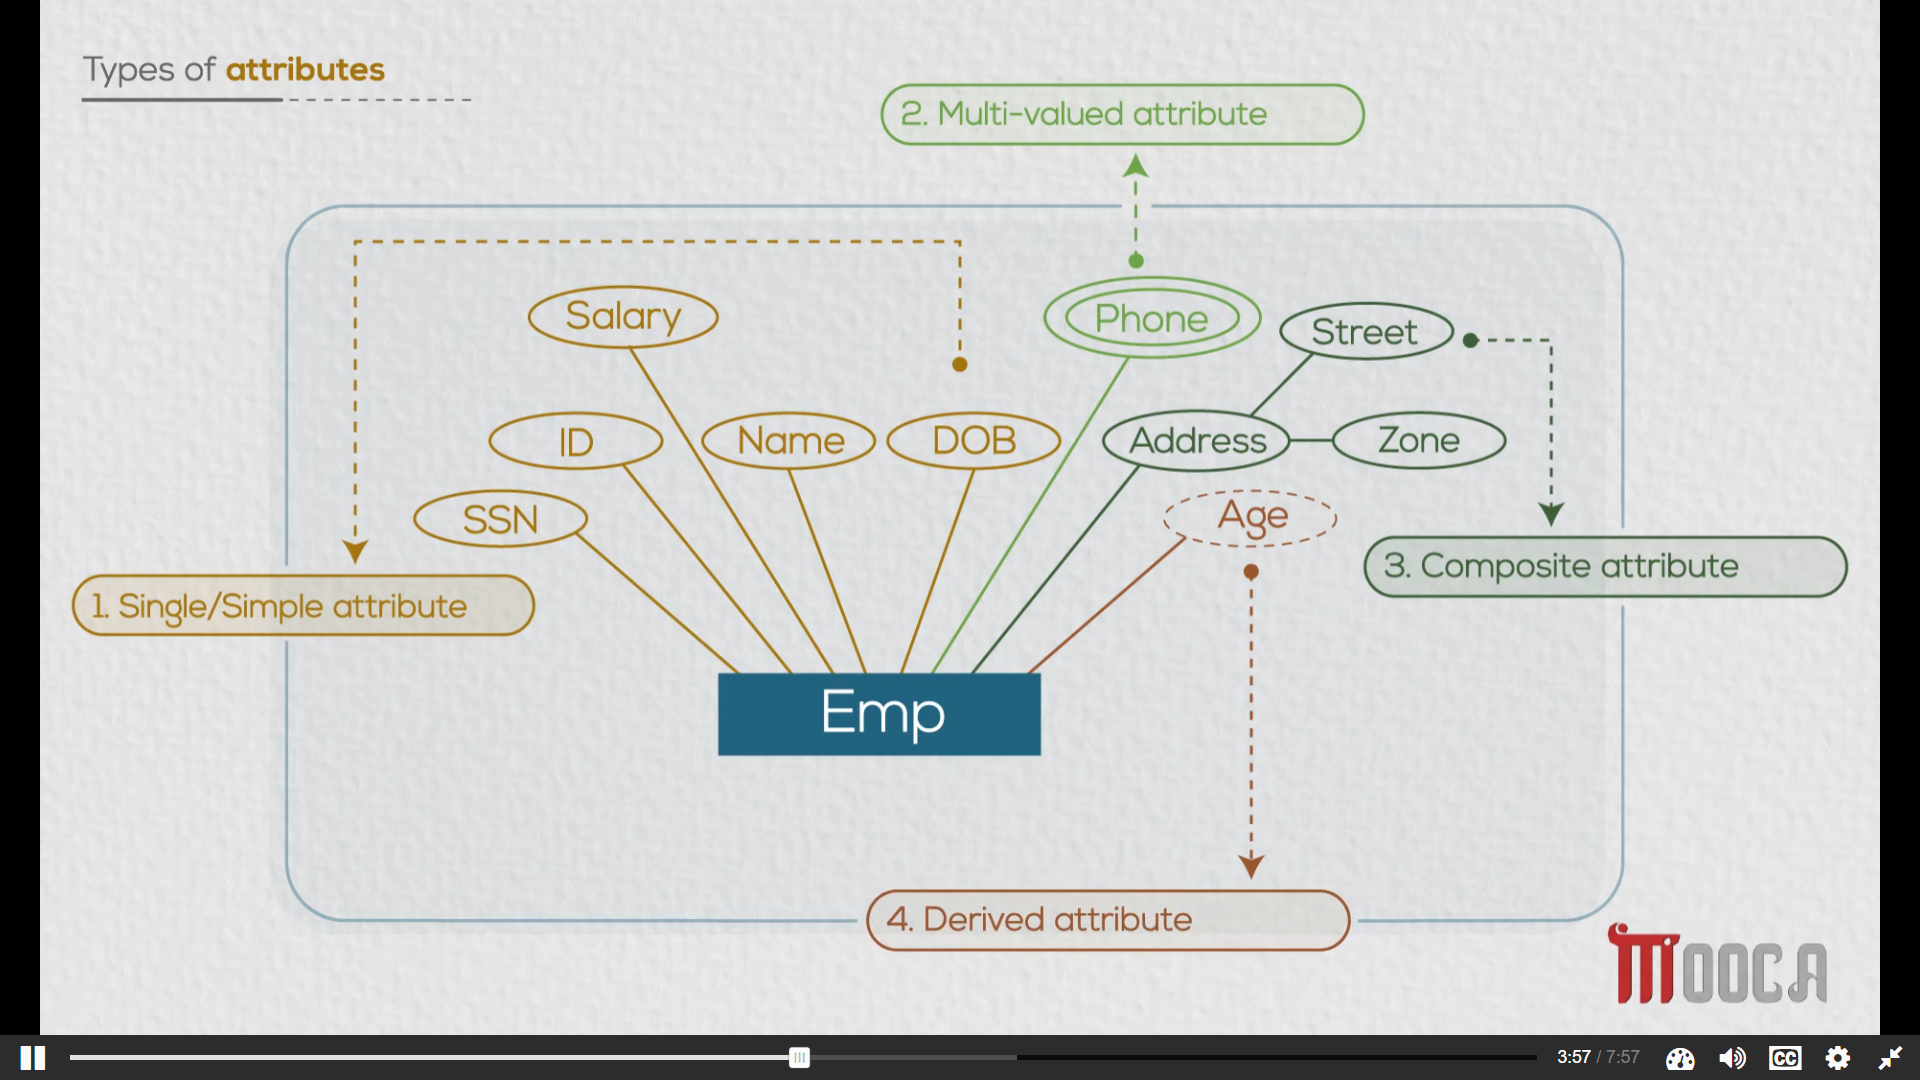 Types of attributes
2. Multi-valued attribute
Salary
Phone
Street
ID
Name
DOB
Address
Zone
SSN
Age
3. Composite attribute
1. Single/Simple attribute
Emp
4. Derived attribute
MOOCA
3:57 / 7:57
CC